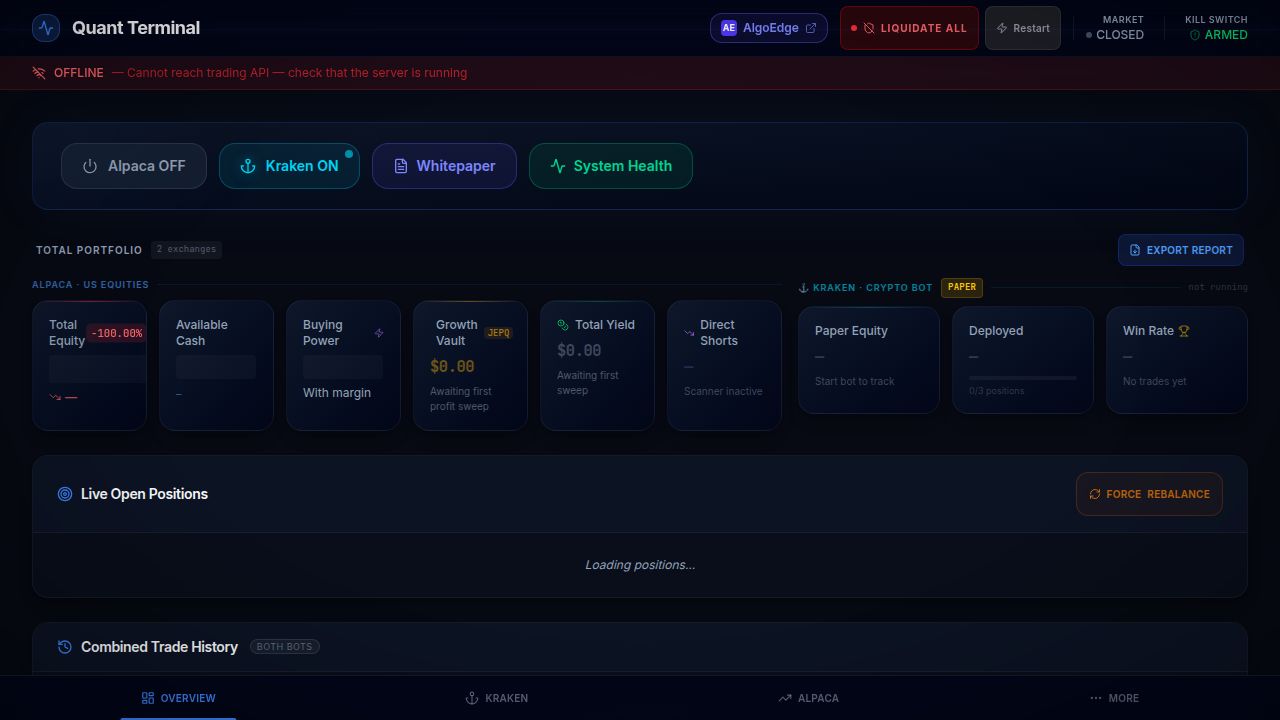 Quant Terminal
AE AlgoEdge
LIQUIDATE ALL
Restart
MARKET
CLOSED
KILL SWITCH
ARMED
OFFLINE — Cannot reach trading API — check that the server is running
Alpaca OFF
Kraken ON
Whitepaper
System Health
TOTAL PORTFOLIO 2 exchanges
EXPORT REPORT
ALPACA · US EQUITIES
Total
Equity
-100.00%
—
Available
Cash
–
Buying
Power
With margin
Growth
Vault
JEPQ
$0.00
Awaiting first
profit sweep
Total Yield
$0.00
Awaiting first
sweep
Direct
Shorts
—
Scanner inactive
KRAKEN · CRYPTO BOT PAPER not running
Paper Equity
—
Start bot to track
Deployed
—
0/3 positions
Win Rate
—
No trades yet
Live Open Positions
FORCE REBALANCE
Loading positions...
Combined Trade History BOTH BOTS
OVERVIEW
KRAKEN
ALPACA
MORE